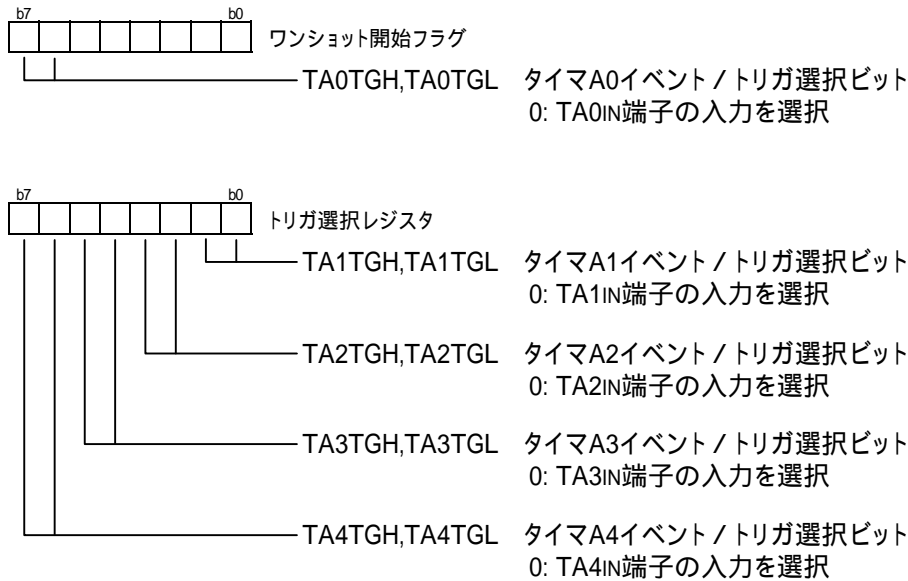 b7 b0
ワンショット開始フラグ
TA0TGH,TA0TGL タイマA0イベント / トリガ選択ビット
0: TA0IN端子の入力を選択
b7 b0
トリガ選択レジスタ
TA1TGH,TA1TGL タイマA1イベント / トリガ選択ビット
0: TA1IN端子の入力を選択
TA2TGH,TA2TGL タイマA2イベント / トリガ選択ビット
0: TA2IN端子の入力を選択
TA3TGH,TA3TGL タイマA3イベント / トリガ選択ビット
0: TA3IN端子の入力を選択
TA4TGH,TA4TGL タイマA4イベント / トリガ選択ビット
0: TA4IN端子の入力を選択